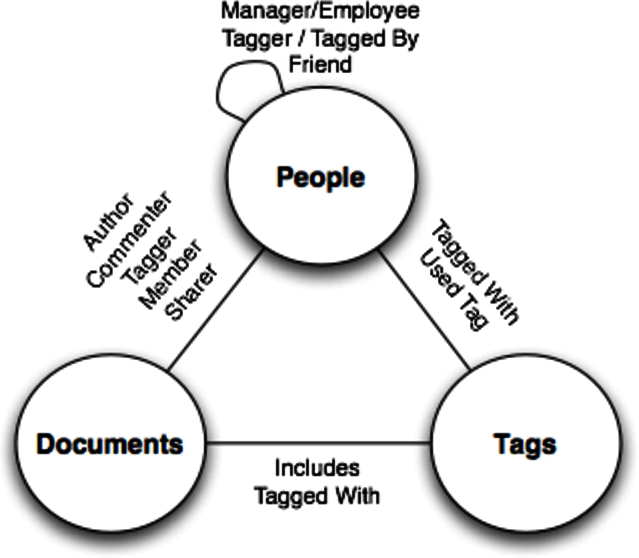 Manager/Employee
Tagger / Tagged By
Friend
People
Author
Commenter
Tagger
Member
Sharer
Tagged With
Used Tag
Documents
Tags
Includes
Tagged With